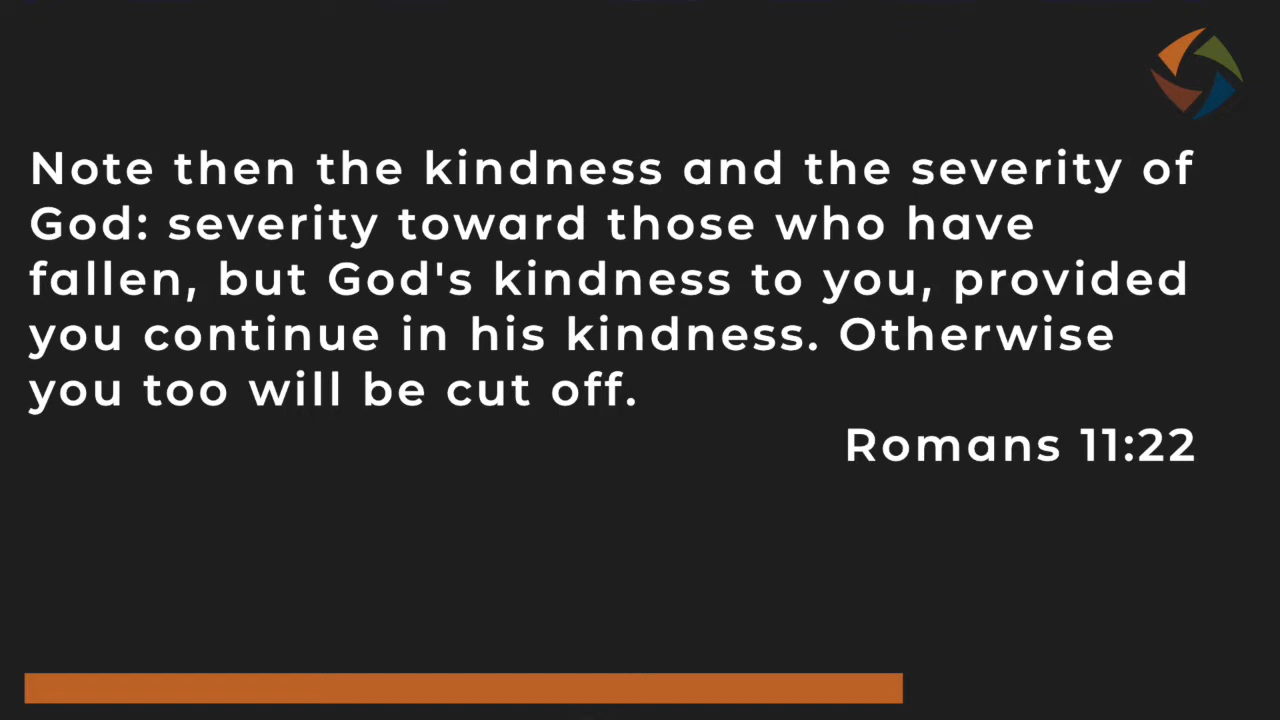 Note then the kindness and the severity of
God: severity toward those who have
fallen, but God's kindness to you, provided
you continue in his kindness. Otherwise
you too will be cut off.
Romans 11:22